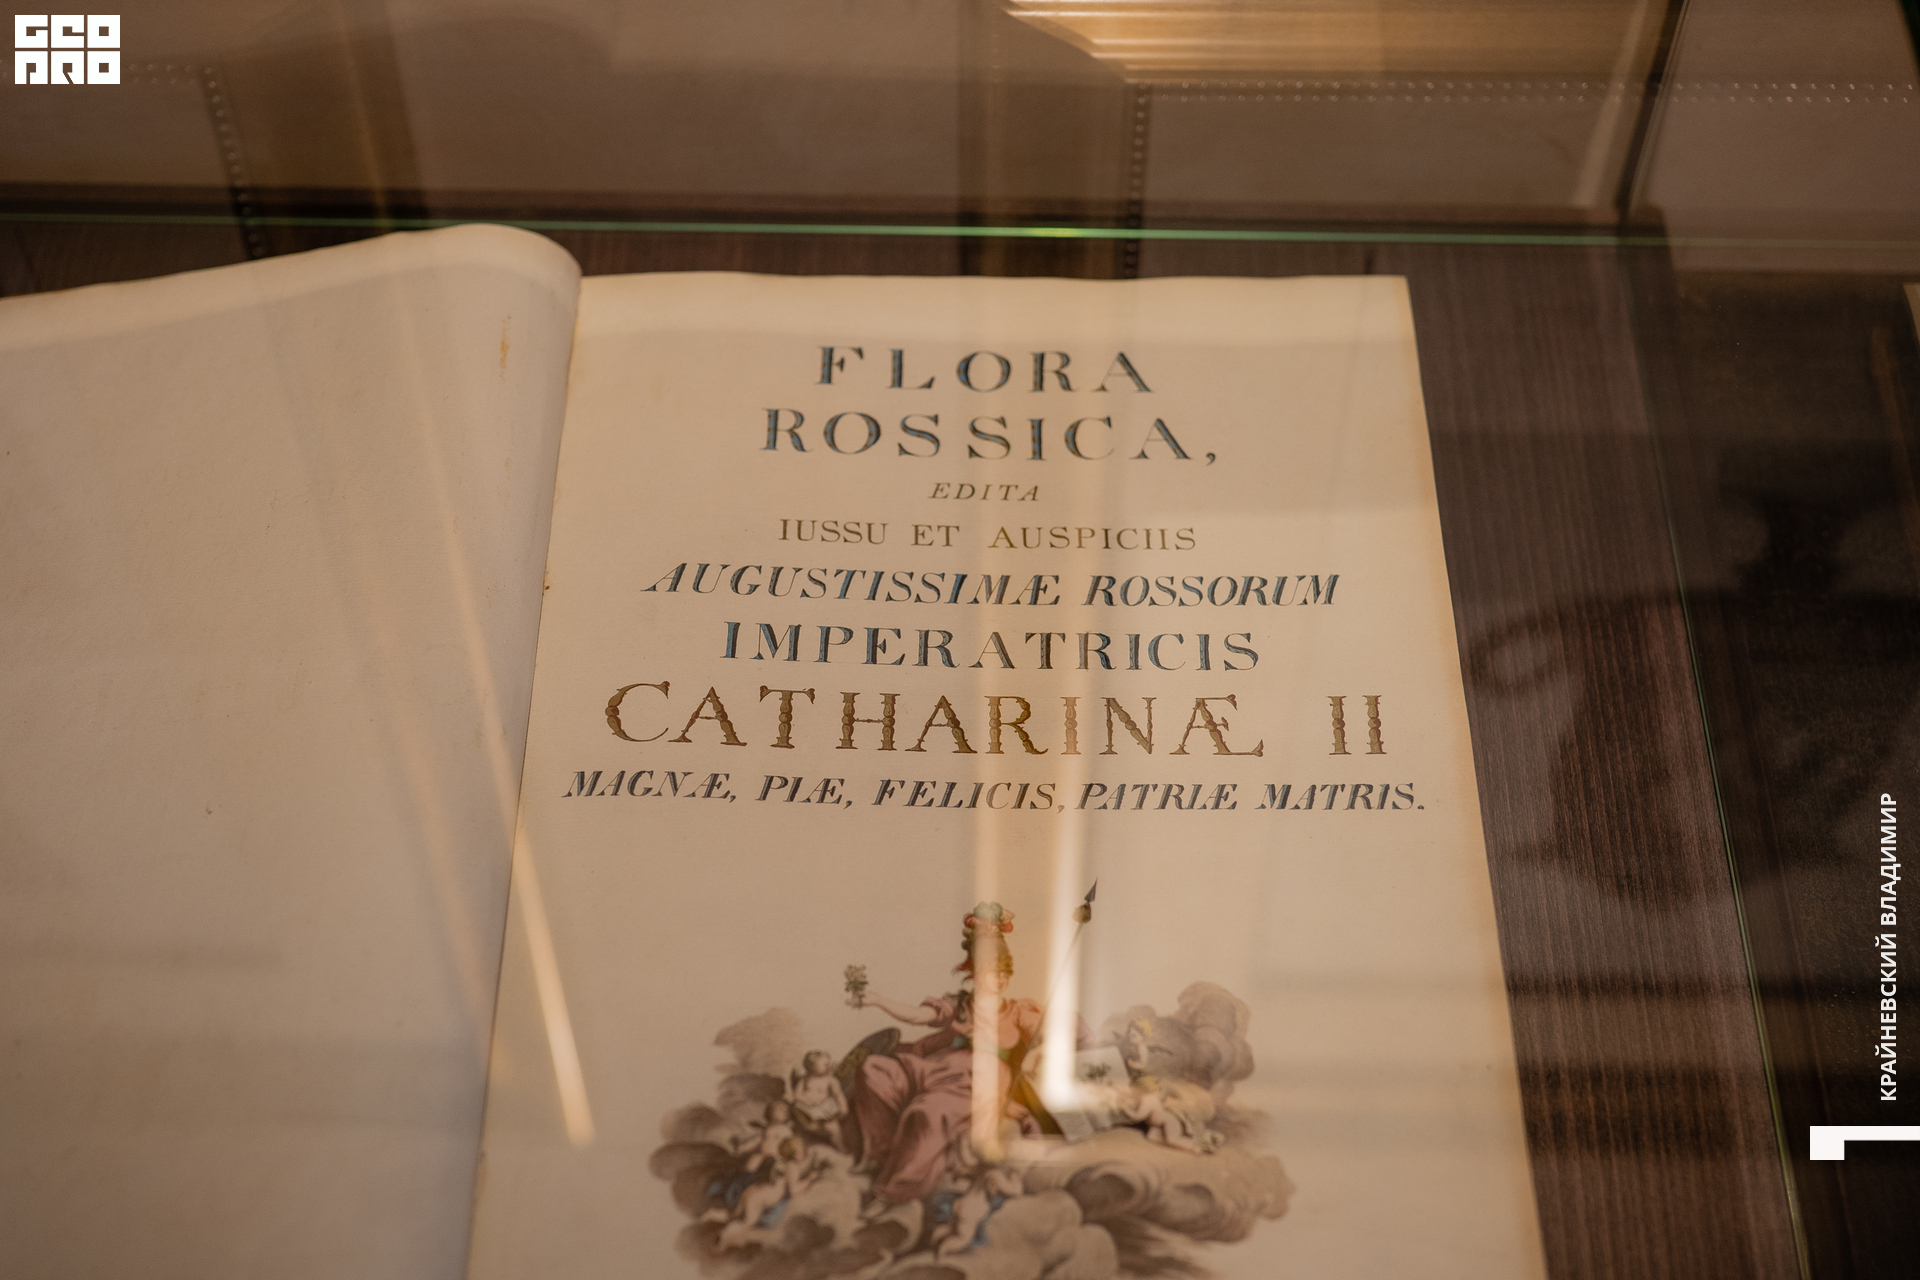 GEO
PRO
FLORA
ROSSICA,
EDITA
IUSSU ET AUSPICIIS
AUGUSTISSIMÆ ROSSORUM
IMPERATRICIS
CATHARINÆ II
MAGNÆ, PIÆ, FELICIS, PATRIÆ MATRIS.
КРАЙНЕВСКИЙ ВЛАДИМИР